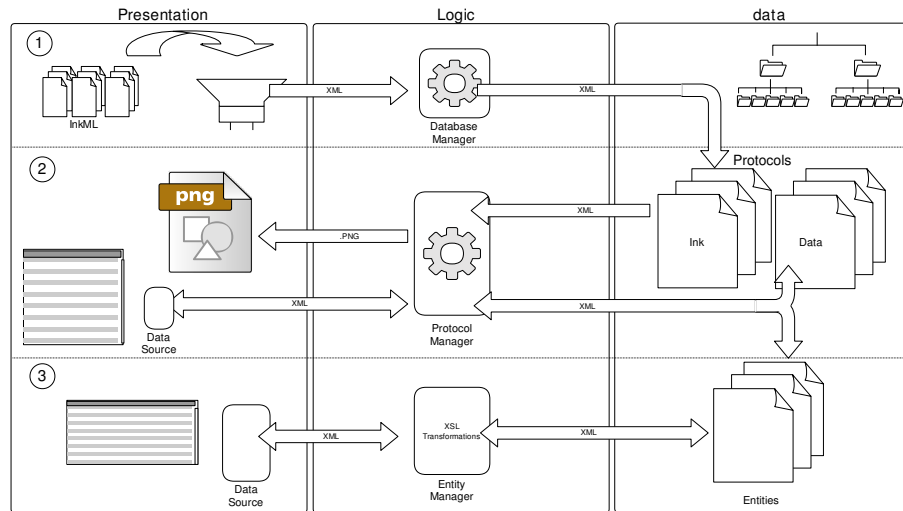 Presentation
Logic
data
1
InkML
XML
Database
Manager
XML
2
png
.PNG
XML
Protocols
Ink
Data
Data
Source
XML
Protocol
Manager
XML
3
Data
Source
XML
XSL
Transformations
Entity
Manager
XML
Entities